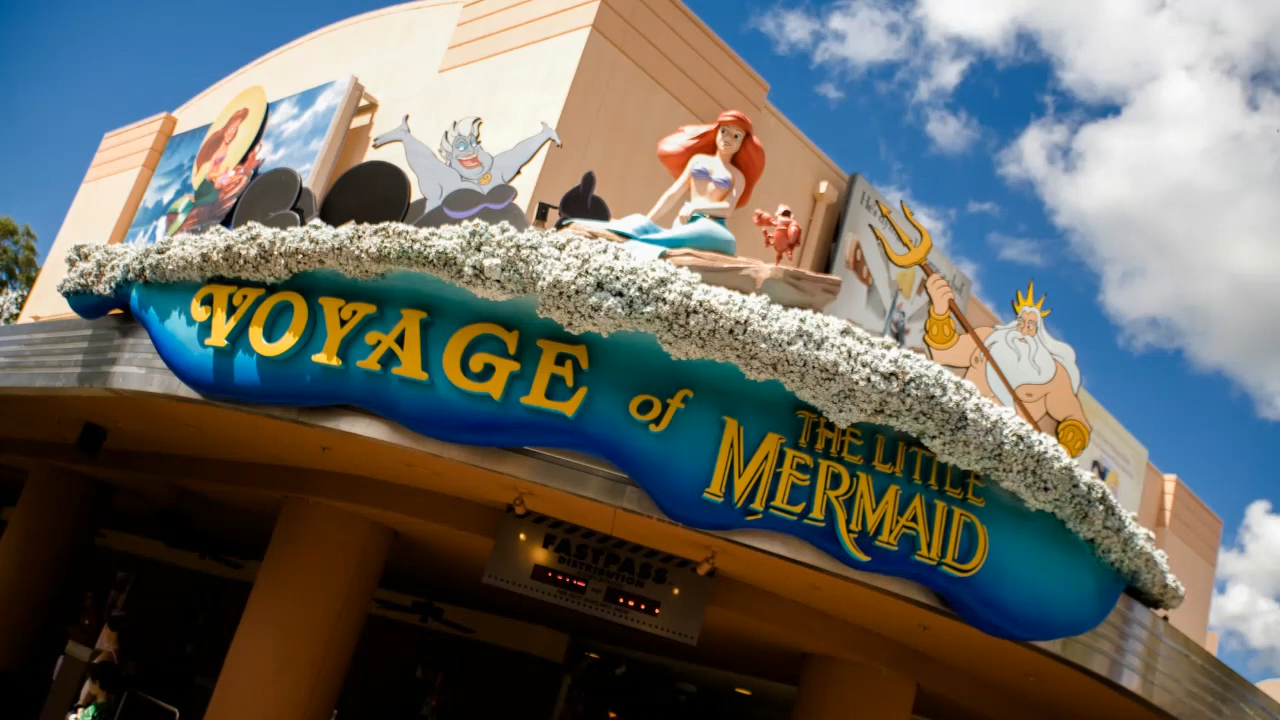 VOYAGE of
THE LITTLE
MERMAID
FASTPASS
DISTRIBUTION